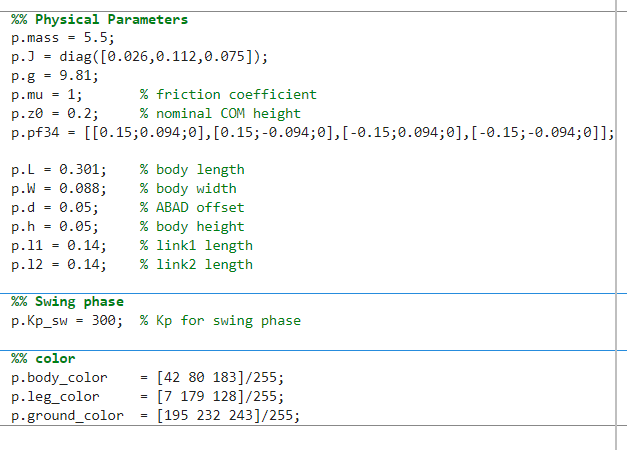 %% Physical Parameters
p.mass = 5.5;
p.J = diag([0.026,0.112,0.075]);
p.g = 9.81;
p.mu = 1;       % friction coefficient
p.z0 = 0.2;     % nominal COM height
p.pf34 = [[0.15;0.094;0],[0.15;-0.094;0],[-0.15;0.094;0],[-0.15;-0.094;0]];
p.L = 0.301;    % body length
p.W = 0.088;    % body width
p.d = 0.05;     % ABAD offset
p.h = 0.05;     % body height
p.l1 = 0.14;    % link1 length
p.l2 = 0.14;    % link2 length
%% Swing phase
p.Kp_sw = 300;  % Kp for swing phase
%% color
p.body_color    = [42 80 183]/255;
p.leg_color     = [7 179 128]/255;
p.ground_color  = [195 232 243]/255;